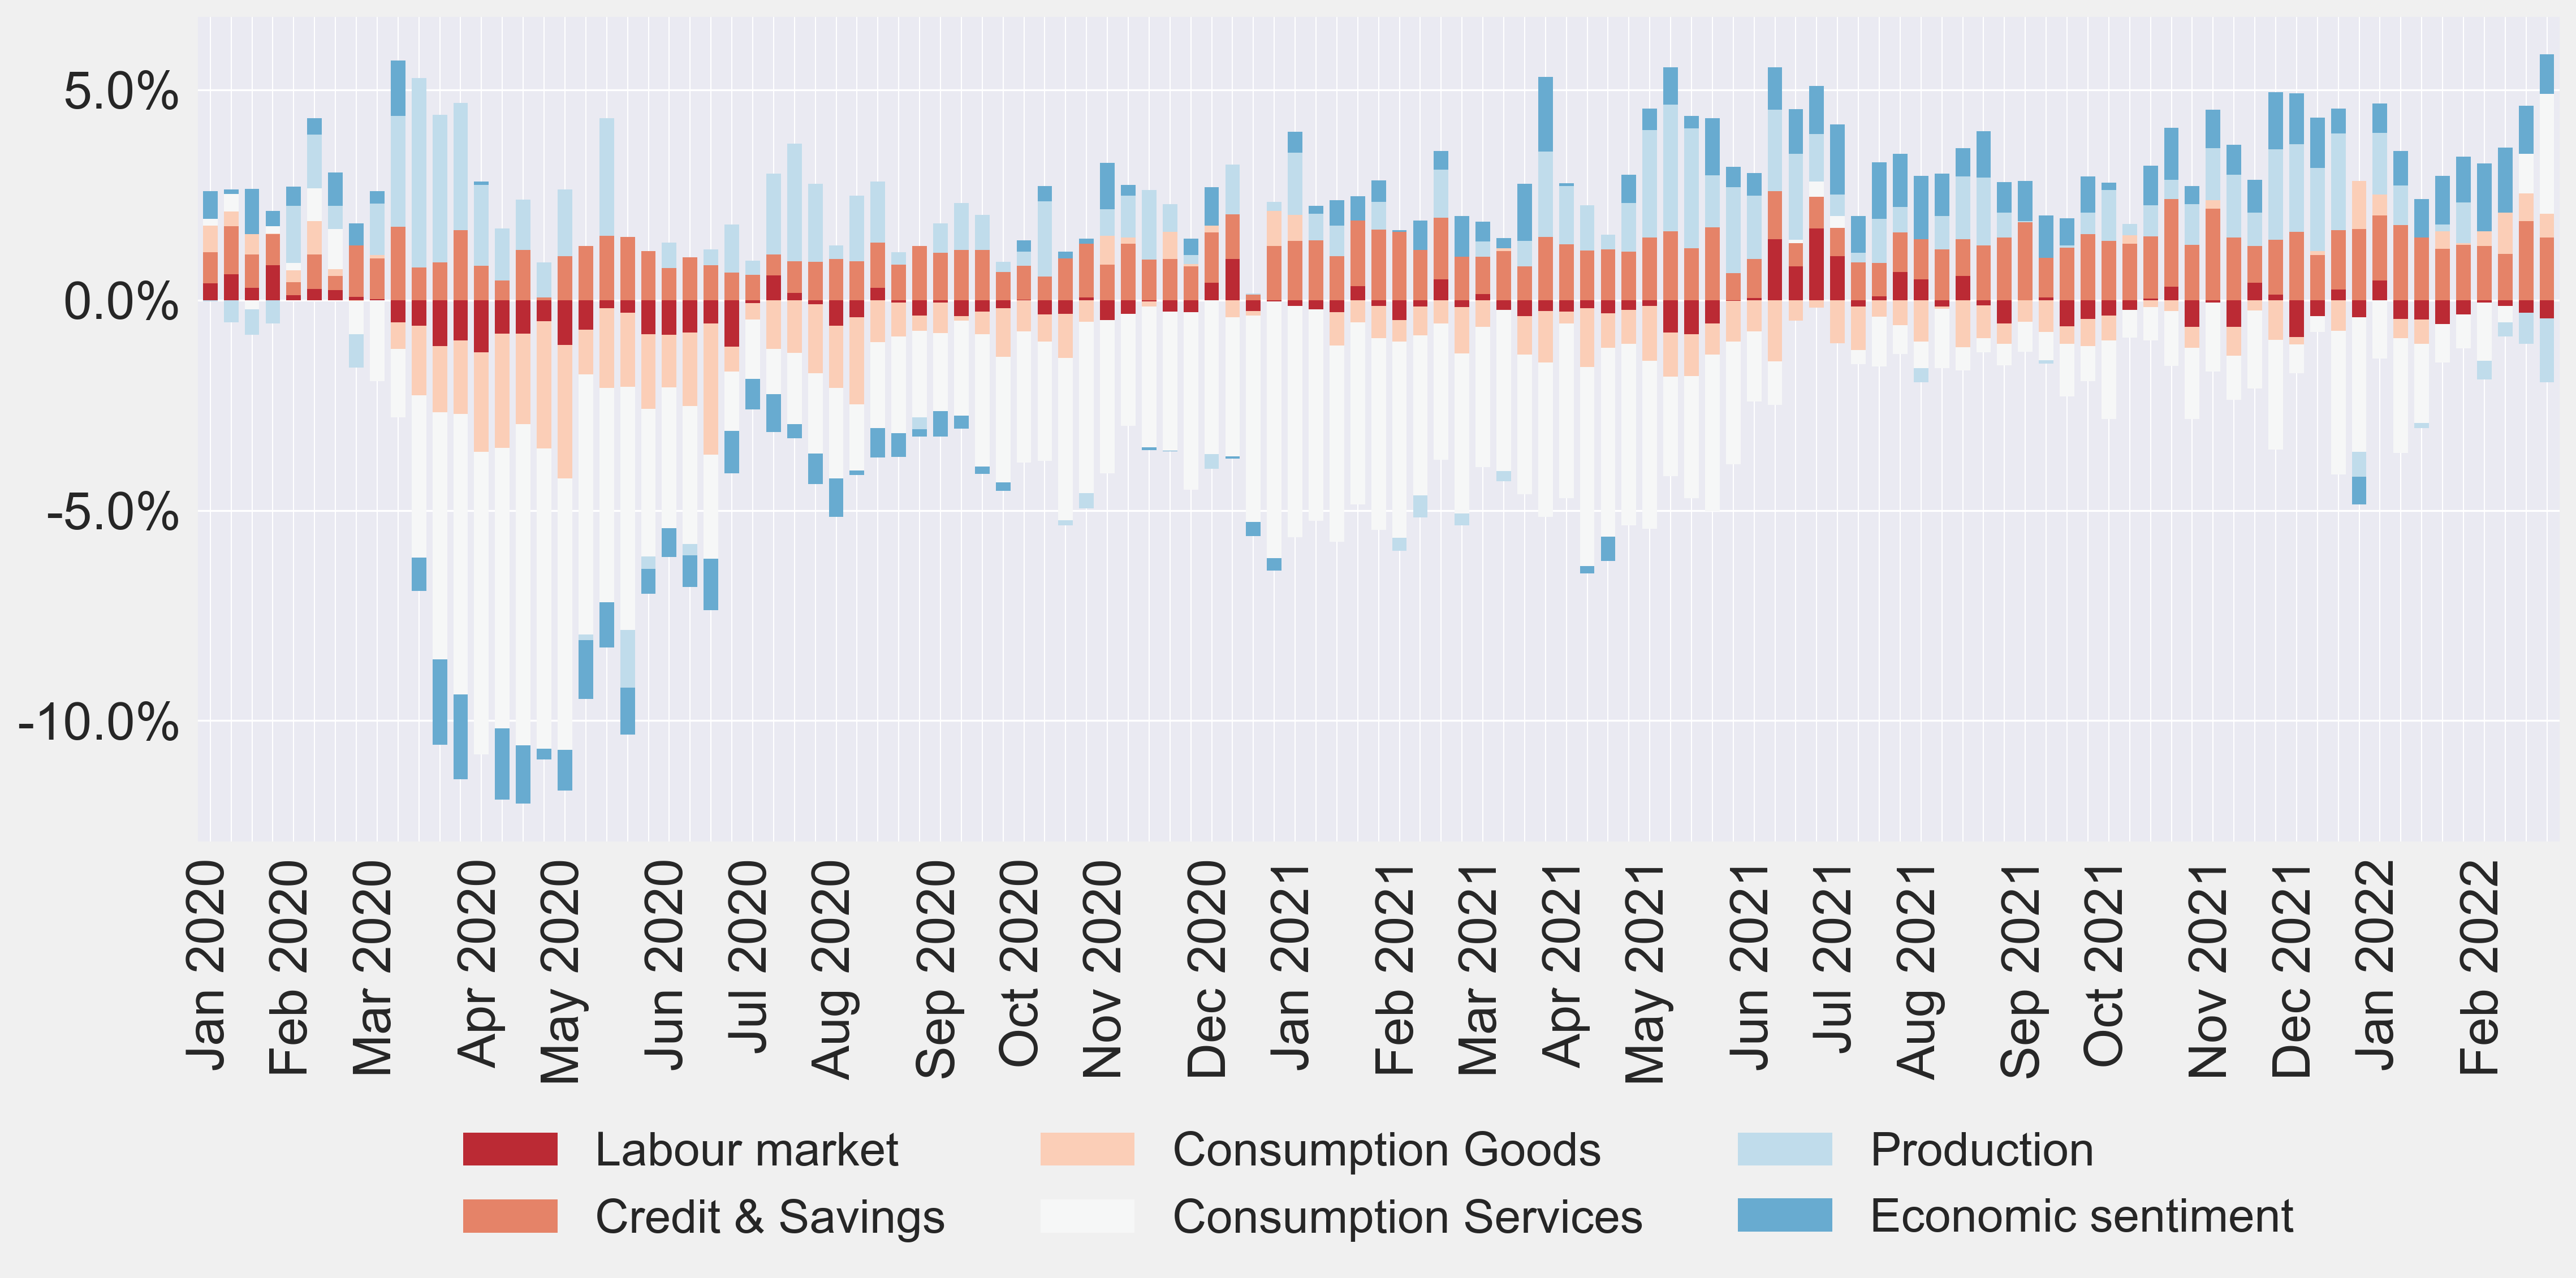 5.0%
0.0%
-5.0%
-10.0%
Jan 2020
Feb 2020
Mar 2020
Apr 2020
May 2020
Jun 2020
Jul 2020
Aug 2020
Sep 2020
Oct 2020
Nov 2020
Dec 2020
Jan 2021
Feb 2021
Mar 2021
Apr 2021
May 2021
Jun 2021
Jul 2021
Aug 2021
Sep 2021
Oct 2021
Nov 2021
Dec 2021
Jan 2022
Feb 2022
Labour market
Credit & Savings
Consumption Goods
Consumption Services
Production
Economic sentiment